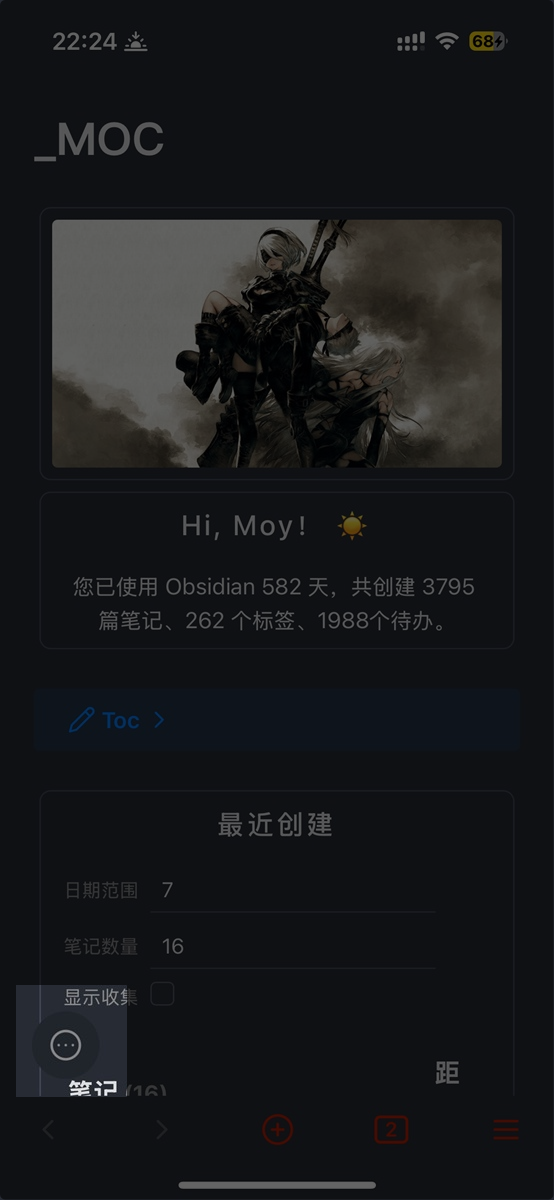 22:24
68
_MOC
Hi, Moy! ☀️
您已使用 Obsidian 582 天，共创建 3795
篇笔记、262 个标签、1988个待办。
Toc
最近创建
日期范围 7
笔记数量 16
显示收集
距
笔记 (16)
2